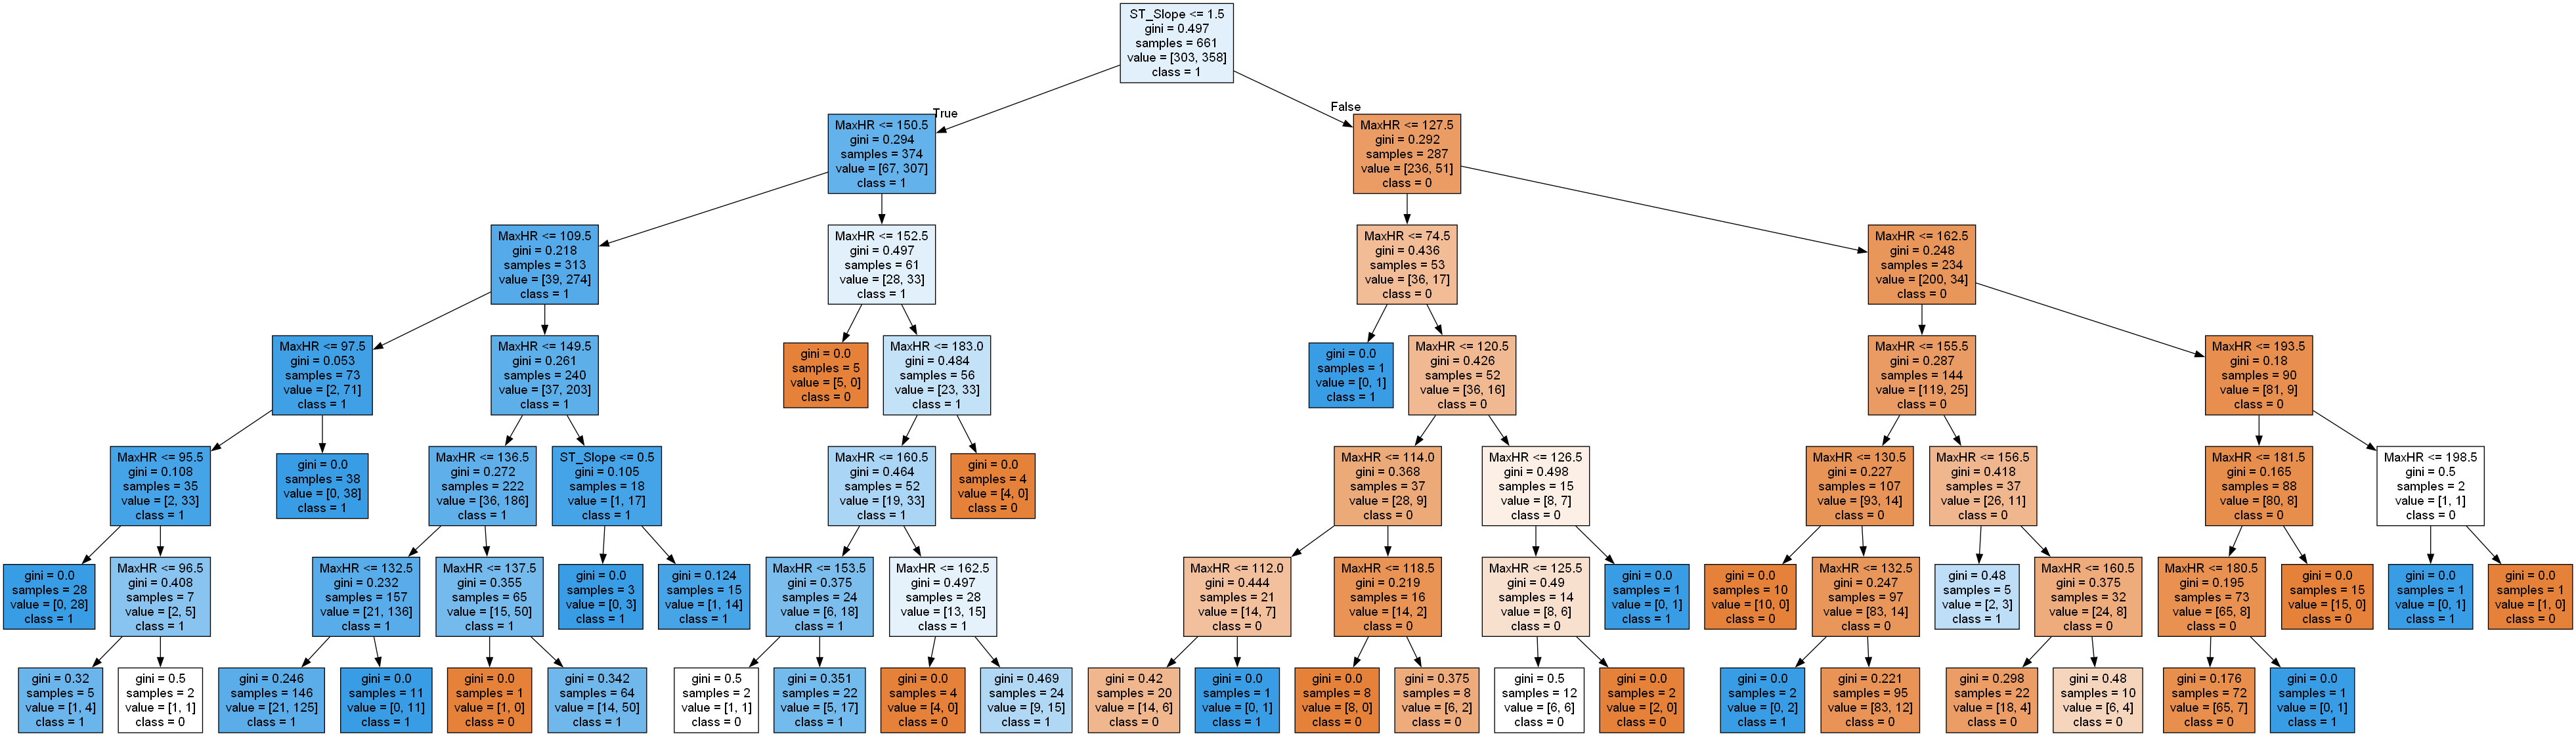 ST_Slope <= 1.5
gini = 0.497
samples = 661
value = [303, 358]
class = 1
True
False
MaxHR <= 150.5
gini = 0.294
samples = 374
value = [67, 307]
class = 1
MaxHR <= 127.5
gini = 0.292
samples = 287
value = [236, 51]
class = 0
MaxHR <= 109.5
gini = 0.218
samples = 313
value = [39, 274]
class = 1
MaxHR <= 152.5
gini = 0.497
samples = 61
value = [28, 33]
class = 1
MaxHR <= 74.5
gini = 0.436
samples = 53
value = [36, 17]
class = 0
MaxHR <= 162.5
gini = 0.248
samples = 234
value = [200, 34]
class = 0
MaxHR <= 97.5
gini = 0.053
samples = 73
value = [2, 71]
class = 1
MaxHR <= 149.5
gini = 0.261
samples = 240
value = [37, 203]
class = 1
gini = 0.0
samples = 5
value = [5, 0]
class = 0
MaxHR <= 183.0
gini = 0.484
samples = 56
value = [23, 33]
class = 1
gini = 0.0
samples = 1
value = [0, 1]
class = 1
MaxHR <= 120.5
gini = 0.426
samples = 52
value = [36, 16]
class = 0
MaxHR <= 155.5
gini = 0.287
samples = 144
value = [119, 25]
class = 0
MaxHR <= 193.5
gini = 0.18
samples = 90
value = [81, 9]
class = 0
MaxHR <= 95.5
gini = 0.108
samples = 35
value = [2, 33]
class = 1
gini = 0.0
samples = 38
value = [0, 38]
class = 1
MaxHR <= 136.5
gini = 0.272
samples = 222
value = [36, 186]
class = 1
ST_Slope <= 0.5
gini = 0.105
samples = 18
value = [1, 17]
class = 1
MaxHR <= 160.5
gini = 0.464
samples = 52
value = [19, 33]
class = 1
gini = 0.0
samples = 4
value = [4, 0]
class = 0
MaxHR <= 114.0
gini = 0.368
samples = 37
value = [28, 9]
class = 0
MaxHR <= 126.5
gini = 0.498
samples = 15
value = [8, 7]
class = 0
MaxHR <= 130.5
gini = 0.227
samples = 107
value = [93, 14]
class = 0
MaxHR <= 156.5
gini = 0.418
samples = 37
value = [26, 11]
class = 0
MaxHR <= 181.5
gini = 0.165
samples = 88
value = [80, 8]
class = 0
MaxHR <= 198.5
gini = 0.5
samples = 2
value = [1, 1]
class = 0
gini = 0.0
samples = 28
value = [0, 28]
class = 1
MaxHR <= 96.5
gini = 0.408
samples = 7
value = [2, 5]
class = 1
MaxHR <= 132.5
gini = 0.232
samples = 157
value = [21, 136]
class = 1
MaxHR <= 137.5
gini = 0.355
samples = 65
value = [15, 50]
class = 1
gini = 0.0
samples = 3
value = [0, 3]
class = 1
gini = 0.124
samples = 15
value = [1, 14]
class = 1
MaxHR <= 153.5
gini = 0.375
samples = 24
value = [6, 18]
class = 1
MaxHR <= 162.5
gini = 0.497
samples = 28
value = [13, 15]
class = 1
MaxHR <= 112.0
gini = 0.444
samples = 21
value = [14, 7]
class = 0
MaxHR <= 118.5
gini = 0.219
samples = 16
value = [14, 2]
class = 0
MaxHR <= 125.5
gini = 0.49
samples = 14
value = [8, 6]
class = 0
gini = 0.0
samples = 1
value = [0, 1]
class = 1
gini = 0.0
samples = 10
value = [10, 0]
class = 0
MaxHR <= 132.5
gini = 0.247
samples = 97
value = [83, 14]
class = 0
gini = 0.48
samples = 5
value = [2, 3]
class = 1
MaxHR <= 160.5
gini = 0.375
samples = 32
value = [24, 8]
class = 0
MaxHR <= 180.5
gini = 0.195
samples = 73
value = [65, 8]
class = 0
gini = 0.0
samples = 15
value = [15, 0]
class = 0
gini = 0.0
samples = 1
value = [0, 1]
class = 1
gini = 0.0
samples = 1
value = [1, 0]
class = 0
gini = 0.32
samples = 5
value = [1, 4]
class = 1
gini = 0.5
samples = 2
value = [1, 1]
class = 0
gini = 0.246
samples = 146
value = [21, 125]
class = 1
gini = 0.0
samples = 11
value = [0, 11]
class = 1
gini = 0.0
samples = 1
value = [1, 0]
class = 0
gini = 0.342
samples = 64
value = [14, 50]
class = 1
gini = 0.5
samples = 2
value = [1, 1]
class = 0
gini = 0.351
samples = 22
value = [5, 17]
class = 1
gini = 0.0
samples = 4
value = [4, 0]
class = 0
gini = 0.469
samples = 24
value = [9, 15]
class = 1
gini = 0.42
samples = 20
value = [14, 6]
class = 0
gini = 0.0
samples = 1
value = [0, 1]
class = 1
gini = 0.0
samples = 8
value = [8, 0]
class = 0
gini = 0.375
samples = 8
value = [6, 2]
class = 0
gini = 0.5
samples = 12
value = [6, 6]
class = 0
gini = 0.0
samples = 2
value = [2, 0]
class = 0
gini = 0.0
samples = 2
value = [0, 2]
class = 1
gini = 0.221
samples = 95
value = [83, 12]
class = 0
gini = 0.298
samples = 22
value = [18, 4]
class = 0
gini = 0.48
samples = 10
value = [6, 4]
class = 0
gini = 0.176
samples = 72
value = [65, 7]
class = 0
gini = 0.0
samples = 1
value = [0, 1]
class = 1